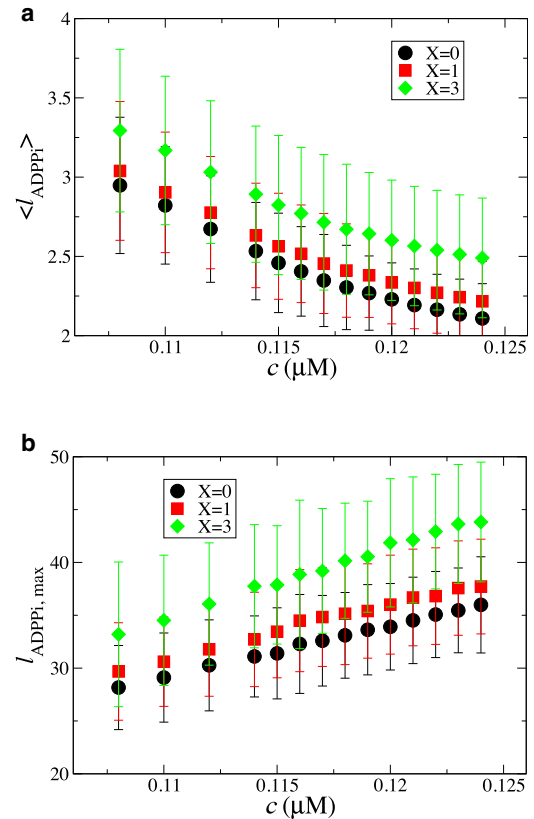 a
4
3.5
3
2.5
2
<l_ADPPi>
X=0
X=1
X=3
0.11
0.115
0.12
0.125
c (μM)
b
50
40
30
20
l_ADPPi, max
X=0
X=1
X=3
0.11
0.115
0.12
0.125
c (μM)